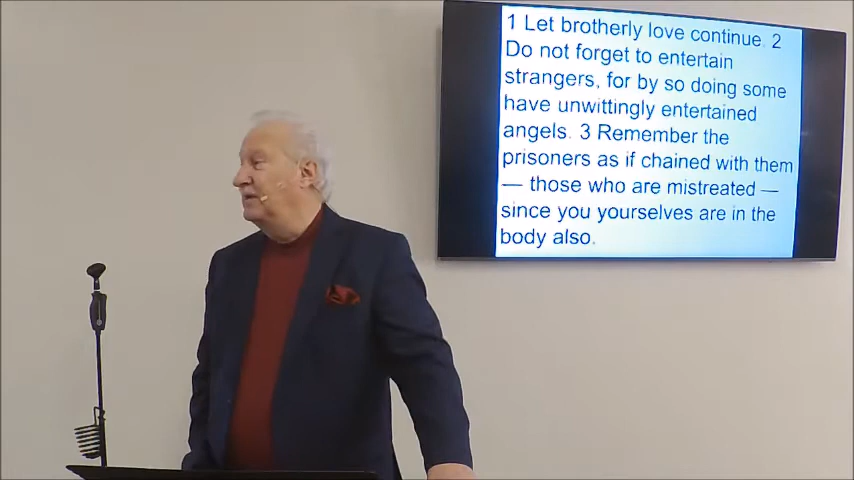 1 Let brotherly love continue. 2
Do not forget to entertain
strangers, for by so doing some
have unwittingly entertained
angels. 3 Remember the
prisoners as if chained with them
— those who are mistreated —
since you yourselves are in the
body also.